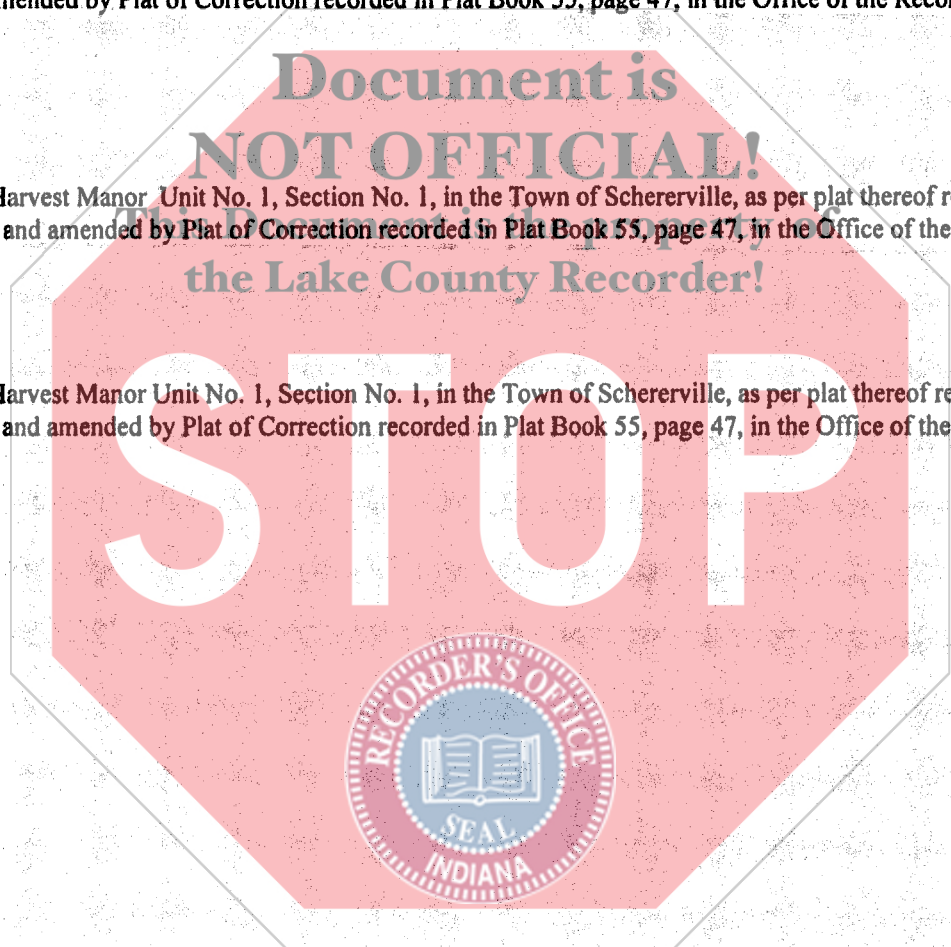 mended by Plat of Correction recorded in Plat Book 55, page 47, in the Office of the Recor
Document is
NOT OFFICIAL!
Harvest Manor Unit No. 1, Section No. 1, in the Town of Schererville, as per plat thereof r
This Document is the property of
and amended by Plat of Correction recorded in Plat Book 55, page 47, in the Office of the
the Lake County Recorder!
STOP
Harvest Manor Unit No. 1, Section No. 1, in the Town of Schererville, as per plat thereof re
and amended by Plat of Correction recorded in Plat Book 55, page 47, in the Office of the
RECORDER'S OFFICE
SEAL
INDIANA